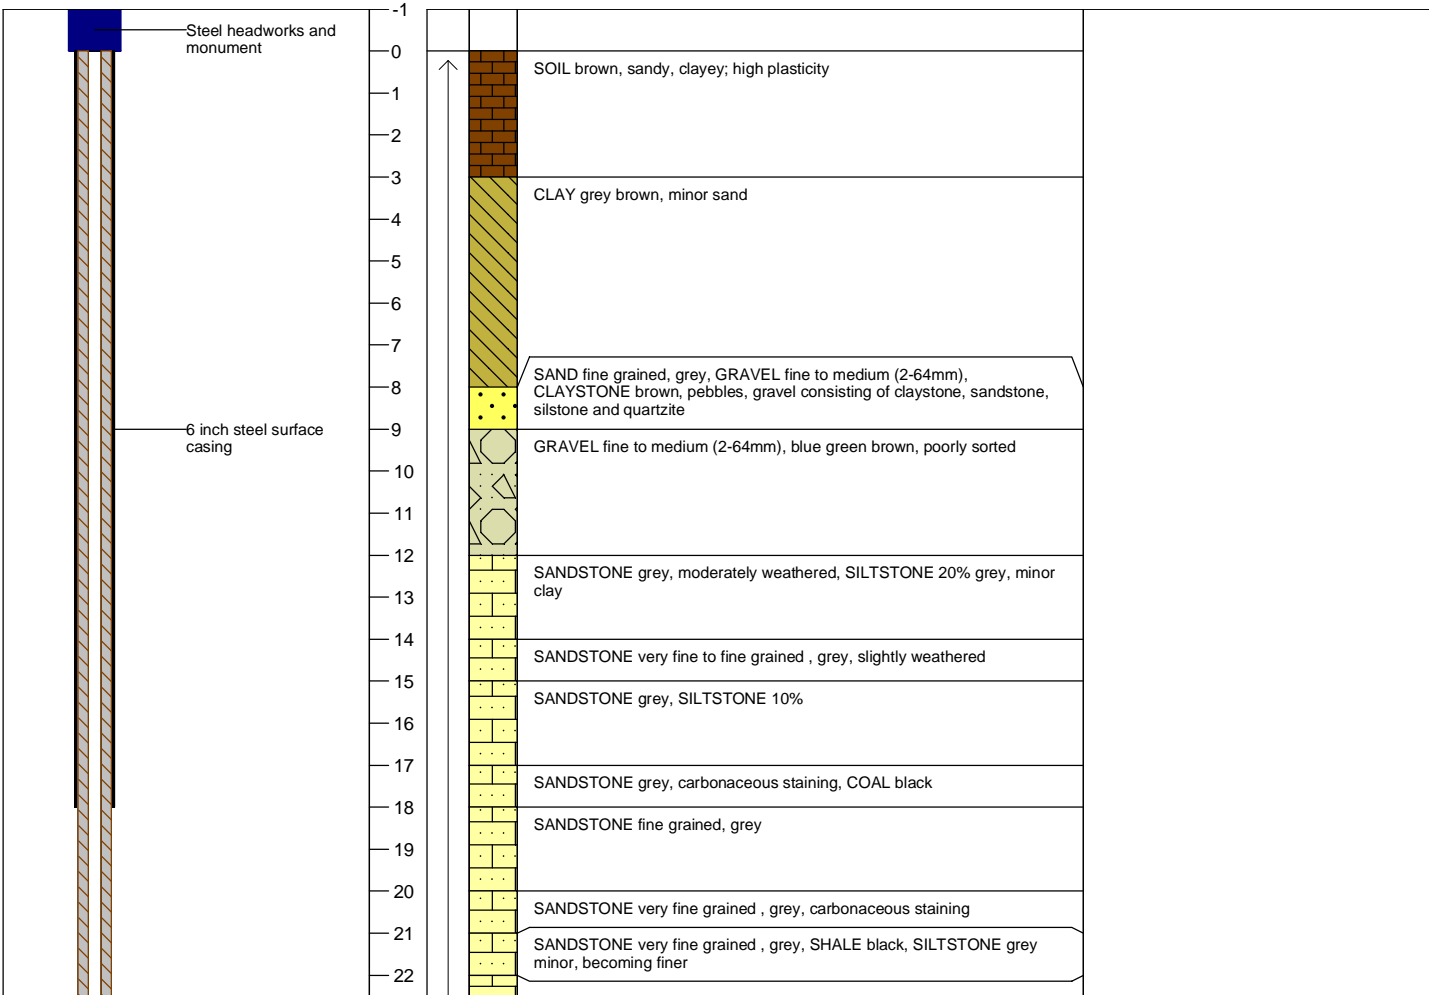 Steel headworks and
monument
6 inch steel surface
casing
-1
0
1
2
3
4
5
6
7
8
9
10
11
12
13
14
15
16
17
18
19
20
21
22
SOIL brown, sandy, clayey; high plasticity
CLAY grey brown, minor sand
SAND fine grained, grey, GRAVEL fine to medium (2-64mm),
CLAYSTONE brown, pebbles, gravel consisting of claystone, sandstone,
silstone and quartzite
GRAVEL fine to medium (2-64mm), blue green brown, poorly sorted
SANDSTONE grey, moderately weathered, SILTSTONE 20% grey, minor
clay
SANDSTONE very fine to fine grained , grey, slightly weathered
SANDSTONE grey, SILTSTONE 10%
SANDSTONE grey, carbonaceous staining, COAL black
SANDSTONE fine grained, grey
SANDSTONE very fine grained , grey, carbonaceous staining
SANDSTONE very fine grained , grey, SHALE black, SILTSTONE grey
minor, becoming finer